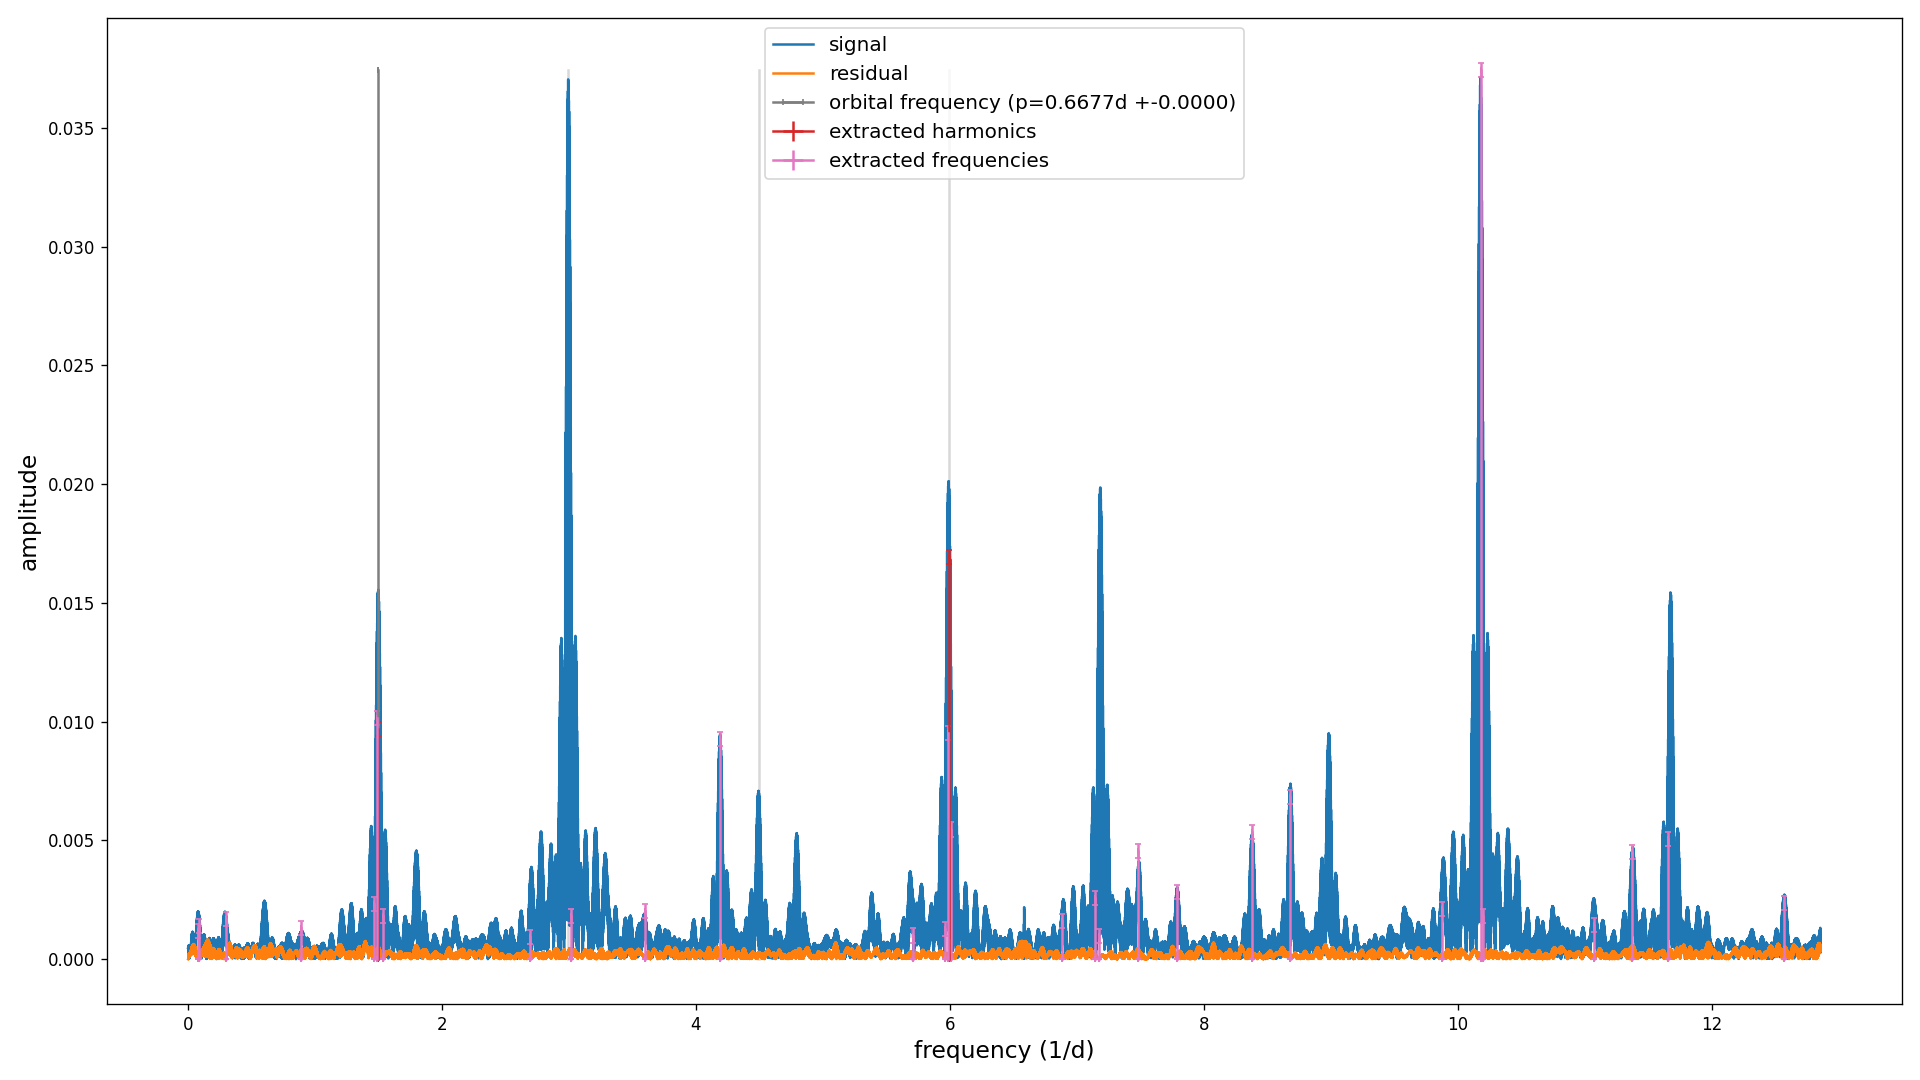 signal
residual
orbital frequency (p=0.6677d +-0.0000)
extracted harmonics
extracted frequencies
0.035
0.030
0.025
0.020
0.015
0.010
0.005
0.000
amplitude
0 2 4 6 8 10 12
frequency (1/d)